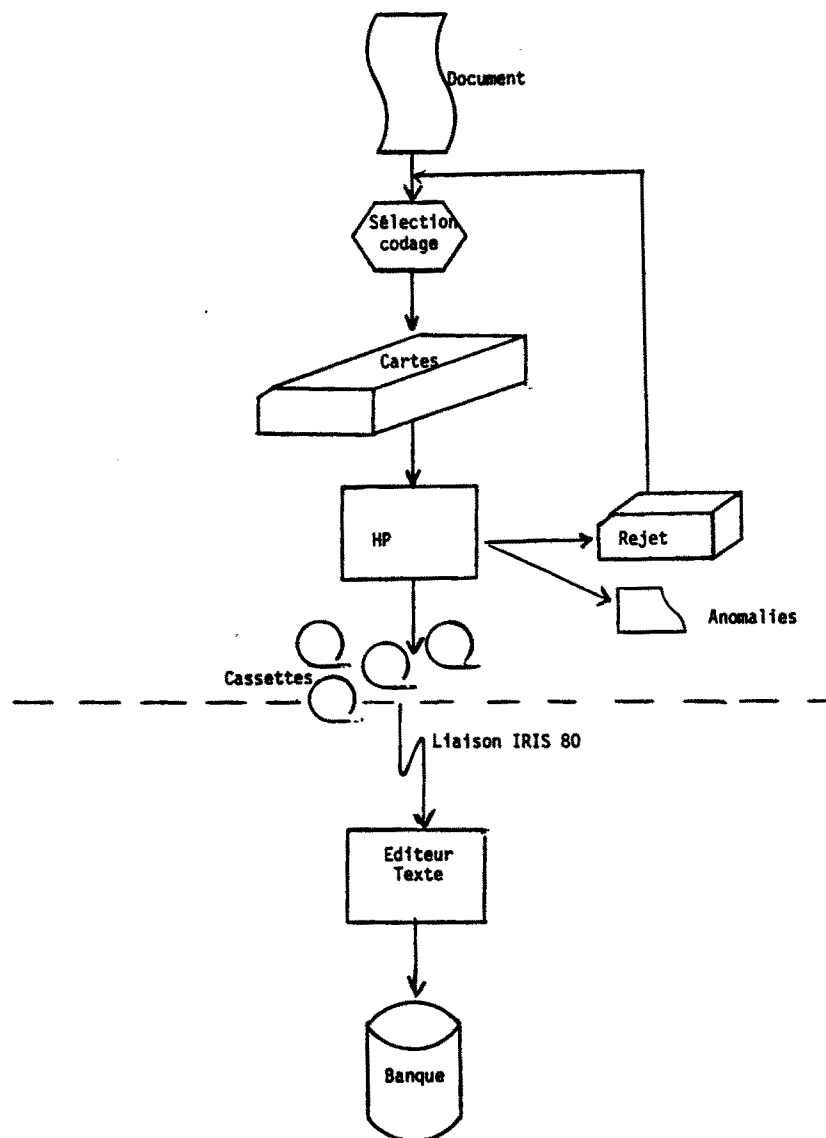 Document
Sélection
codage
Cartes
HP
Rejet
Anomalies
Cassettes
Liaison IRIS 80
Editeur
Texte
Banque